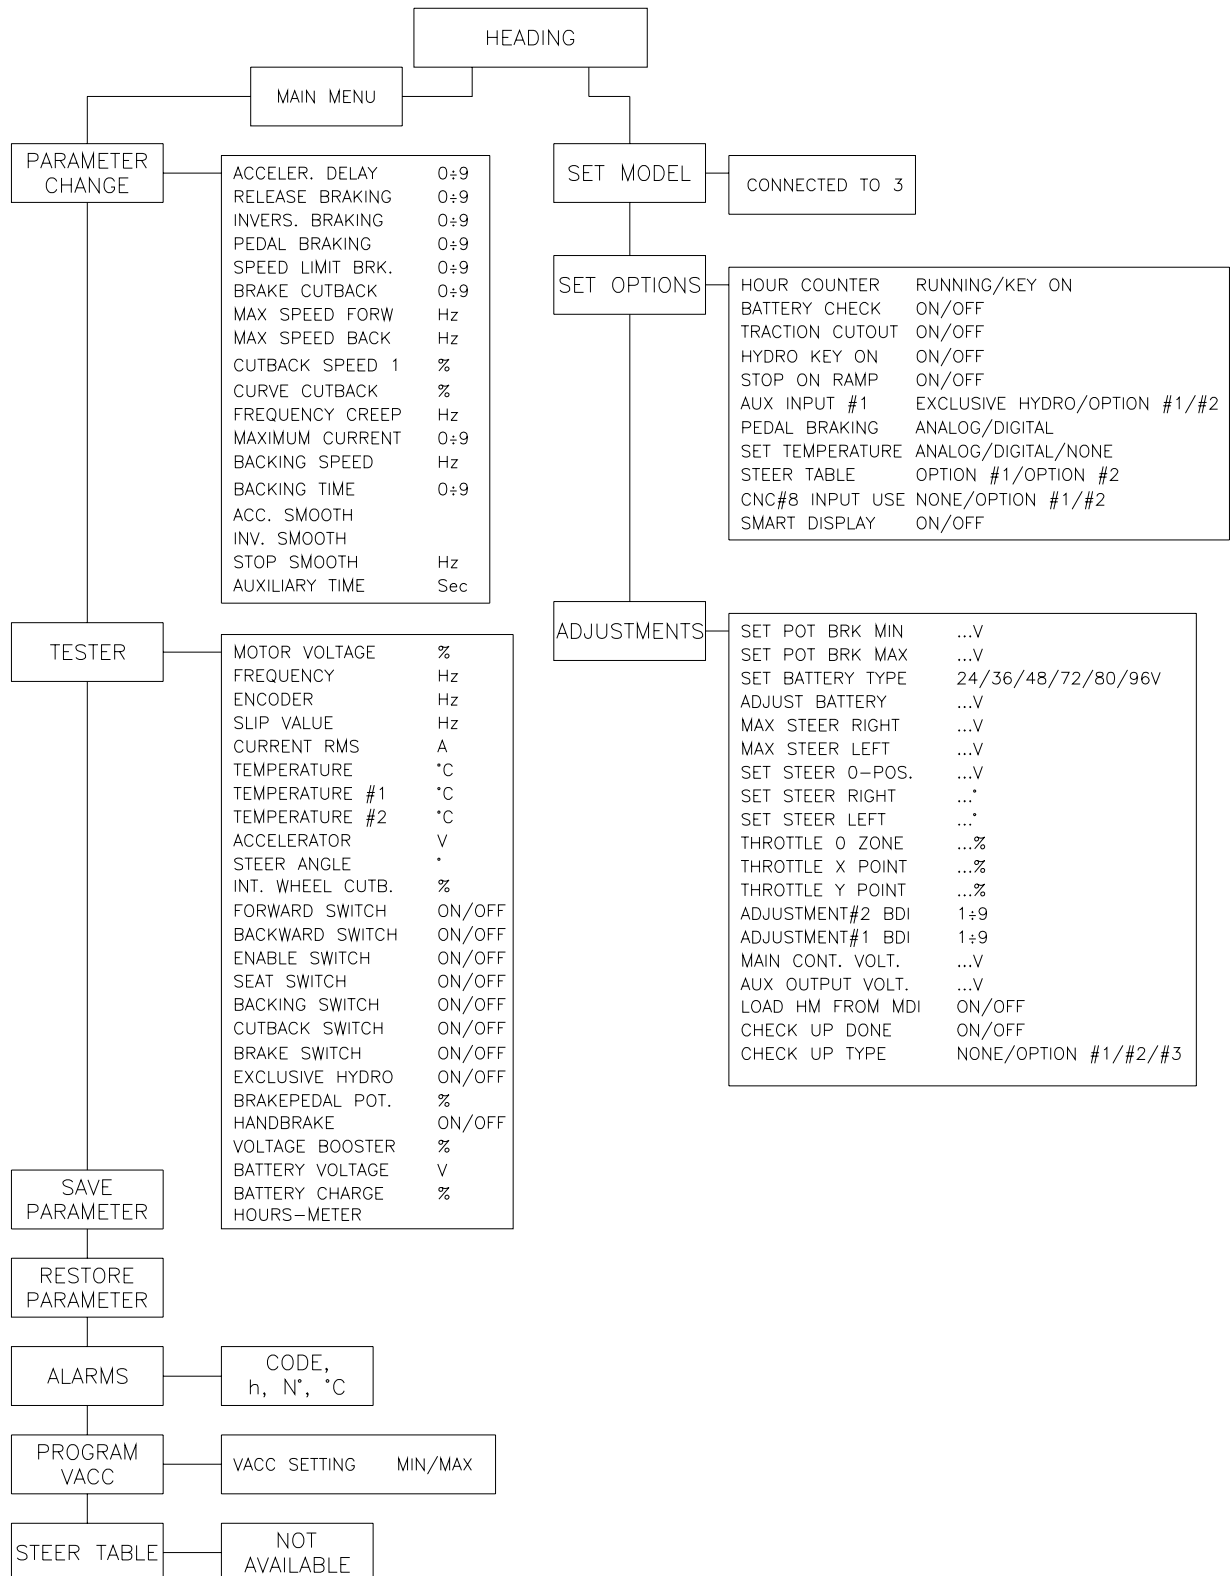 HEADING
MAIN MENU
PARAMETER
CHANGE
ACCELER. DELAY 0÷9
RELEASE BRAKING 0÷9
INVERS. BRAKING 0÷9
PEDAL BRAKING 0÷9
SPEED LIMIT BRK. 0÷9
BRAKE CUTBACK 0÷9
MAX SPEED FORW Hz
MAX SPEED BACK Hz
CUTBACK SPEED 1 %
CURVE CUTBACK %
FREQUENCY CREEP Hz
MAXIMUM CURRENT 0÷9
BACKING SPEED Hz
BACKING TIME 0÷9
ACC. SMOOTH
INV. SMOOTH
STOP SMOOTH Hz
AUXILIARY TIME Sec
TESTER
MOTOR VOLTAGE %
FREQUENCY Hz
ENCODER Hz
SLIP VALUE Hz
CURRENT RMS A
TEMPERATURE °C
TEMPERATURE #1 °C
TEMPERATURE #2 °C
ACCELERATOR V
STEER ANGLE °
INT. WHEEL CUTB. %
FORWARD SWITCH ON/OFF
BACKWARD SWITCH ON/OFF
ENABLE SWITCH ON/OFF
SEAT SWITCH ON/OFF
BACKING SWITCH ON/OFF
CUTBACK SWITCH ON/OFF
BRAKE SWITCH ON/OFF
EXCLUSIVE HYDRO ON/OFF
BRAKEPEDAL POT. %
HANDBRAKE ON/OFF
VOLTAGE BOOSTER %
BATTERY VOLTAGE V
BATTERY CHARGE %
HOURS-METER
SAVE
PARAMETER
RESTORE
PARAMETER
ALARMS
CODE,
h, N°, °C
PROGRAM
VACC
VACC SETTING MIN/MAX
STEER TABLE
NOT
AVAILABLE
SET MODEL
CONNECTED TO 3
SET OPTIONS
HOUR COUNTER RUNNING/KEY ON
BATTERY CHECK ON/OFF
TRACTION CUTOUT ON/OFF
HYDRO KEY ON ON/OFF
STOP ON RAMP ON/OFF
AUX INPUT #1 EXCLUSIVE HYDRO/OPTION #1/#2
PEDAL BRAKING ANALOG/DIGITAL
SET TEMPERATURE ANALOG/DIGITAL/NONE
STEER TABLE OPTION #1/OPTION #2
CNC#8 INPUT USE NONE/OPTION #1/#2
SMART DISPLAY ON/OFF
ADJUSTMENTS
SET POT BRK MIN ...V
SET POT BRK MAX ...V
SET BATTERY TYPE 24/36/48/72/80/96V
ADJUST BATTERY ...V
MAX STEER RIGHT ...V
MAX STEER LEFT ...V
SET STEER 0-POS. ...V
SET STEER RIGHT ...°
SET STEER LEFT ...°
THROTTLE 0 ZONE ...%
THROTTLE X POINT ...%
THROTTLE Y POINT ...%
ADJUSTMENT#2 BDI 1÷9
ADJUSTMENT#1 BDI 1÷9
MAIN CONT. VOLT. ...V
AUX OUTPUT VOLT. ...V
LOAD HM FROM MDI ON/OFF
CHECK UP DONE ON/OFF
CHECK UP TYPE NONE/OPTION #1/#2/#3